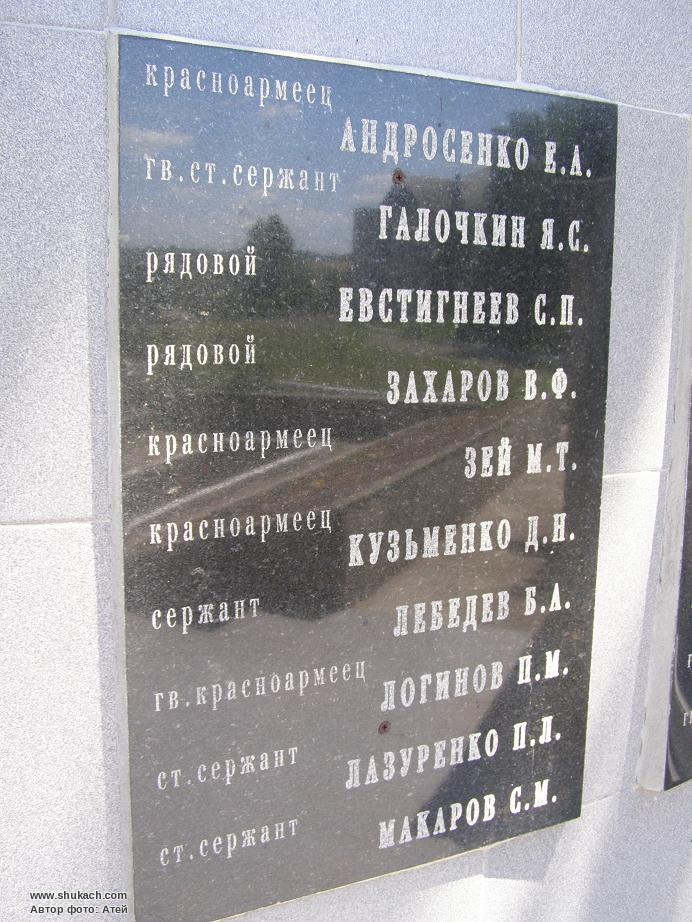 красноармеец
АНДРОСЕНКО Е.А.
гв.ст.сержант
ГАЛОЧКИН Я.С.
рядовой
ЕВСТИГНЕЕВ С.П.
рядовой
ЗАХАРОВ В.Ф.
красноармеец
ЗЕЙ М.Т.
красноармеец
КУЗЬМЕНКО Д.Н.
сержант
ЛЕБЕДЕВ Б.А.
гв.красноармеец
ЛОГИНОВ П.М.
ст.сержант
ЛАЗУРЕНКО П.Л.
ст.сержант
МАКАРОВ С.М.
www.shukach.com
Автор фото: Атей